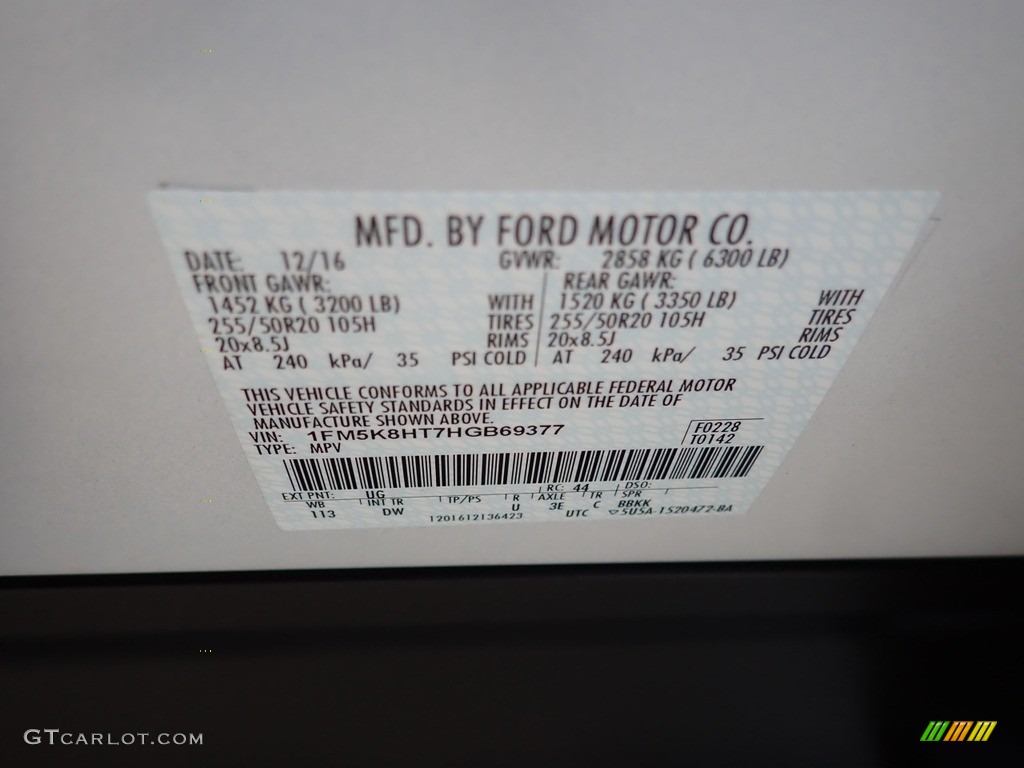 MFD. BY FORD MOTOR CO.
DATE: 12/16 GVWR: 2858 KG ( 6300 LB)
FRONT GAWR: REAR GAWR:
1452 KG ( 3200 LB) WITH 1520 KG ( 3350 LB) WITH
255/50R20 105H TIRES 255/50R20 105H TIRES
20x8.5J RIMS 20x8.5J RIMS
AT 240 kPa/ 35 PSI COLD AT 240 kPa/ 35 PSI COLD
THIS VEHICLE CONFORMS TO ALL APPLICABLE FEDERAL MOTOR
VEHICLE SAFETY STANDARDS IN EFFECT ON THE DATE OF
MANUFACTURE SHOWN ABOVE.
VIN: 1FM5K8HT7HGB69377 F0228
TYPE: MPV T0142
EXT PNT: UG RC: 44 DSO:
WB INT TR TP/PS R AXLE TR SPR
113 DW U 3E C BBKK
1201612136423 UTC ▽5U5A-1520472-BA
GTCARLOT.COM